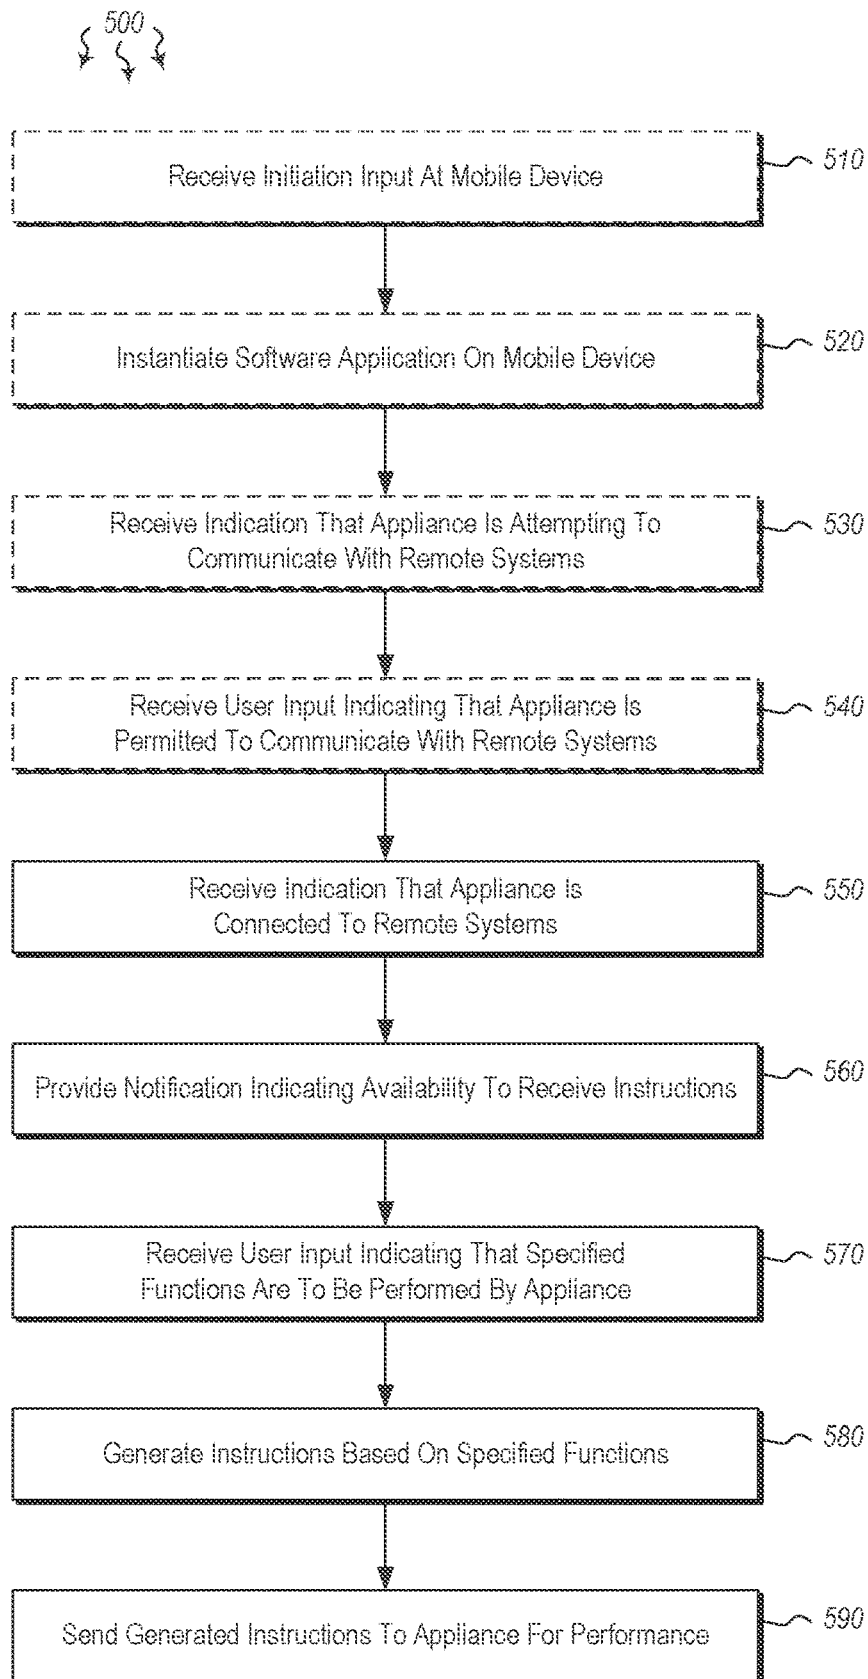 500
Receive Initiation Input At Mobile Device
510
Instantiate Software Application On Mobile Device
520
Receive Indication That Appliance Is Attempting To
Communicate With Remote Systems
530
Receive User Input Indicating That Appliance Is
Permitted To Communicate With Remote Systems
540
Receive Indication That Appliance Is
Connected To Remote Systems
550
Provide Notification Indicating Availability To Receive Instructions
560
Receive User Input Indicating That Specified
Functions Are To Be Performed By Appliance
570
Generate Instructions Based On Specified Functions
580
Send Generated Instructions To Appliance For Performance
590